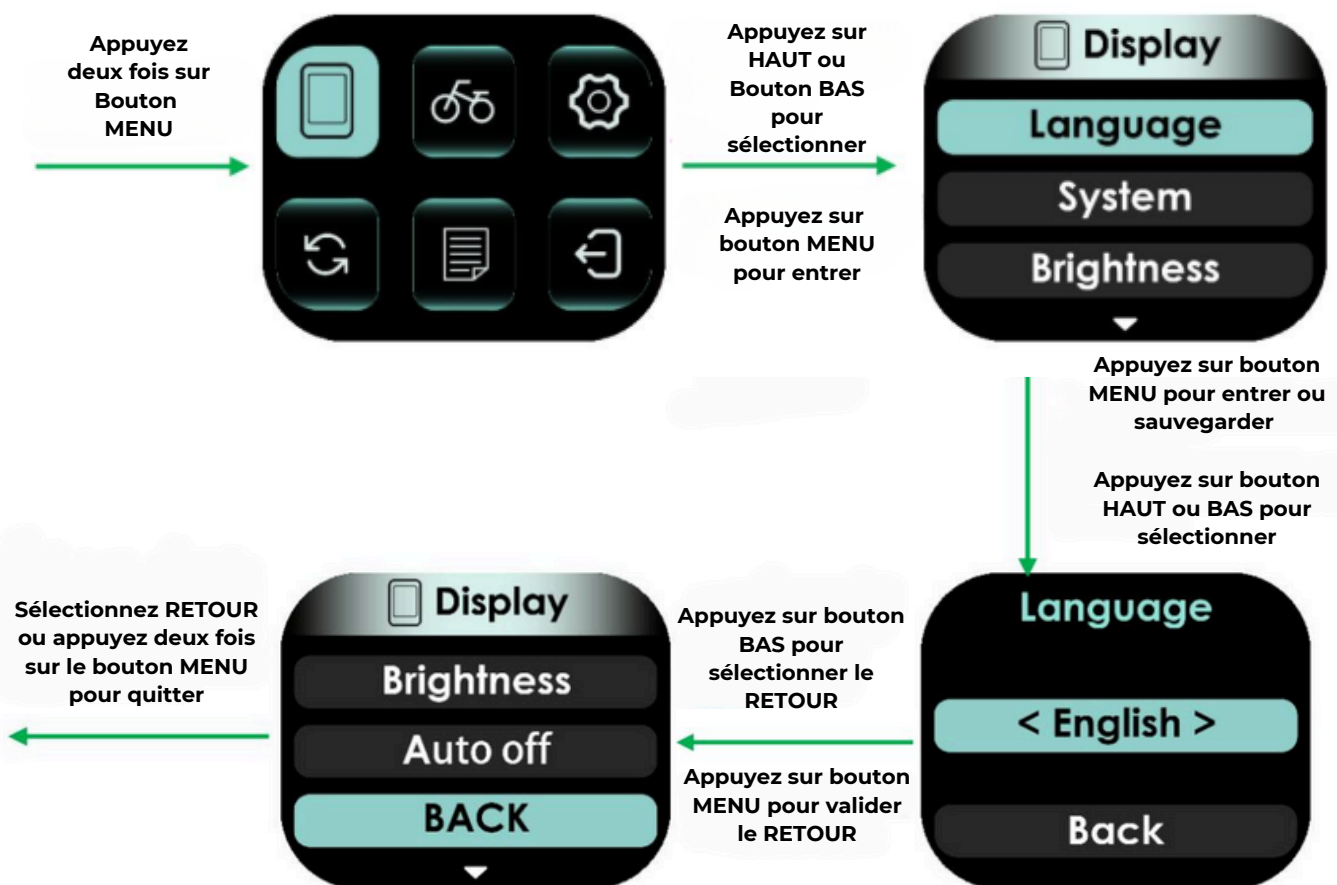 Appuyez
deux fois sur
Bouton
MENU
Appuyez sur
HAUT ou
Bouton BAS
pour
sélectionner
Appuyez sur
bouton MENU
pour entrer
Display
Language
System
Brightness
Appuyez sur bouton
MENU pour entrer ou
sauvegarder
Appuyez sur bouton
HAUT ou BAS pour
sélectionner
Language
< English >
Back
Appuyez sur bouton
BAS pour
sélectionner le
RETOUR
Appuyez sur bouton
MENU pour valider
le RETOUR
Display
Brightness
Auto off
BACK
Sélectionnez RETOUR
ou appuyez deux fois
sur le bouton MENU
pour quitter